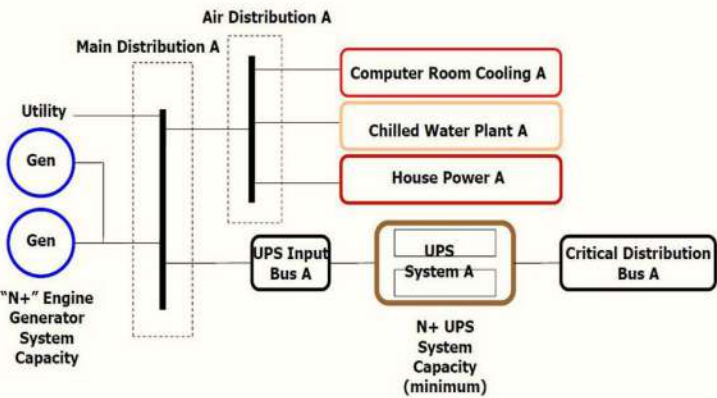 Air Distribution A
Main Distribution A
Computer Room Cooling A
Utility
Chilled Water Plant A
Gen
House Power A
Gen
UPS Input
Bus A
UPS
System A
Critical Distribution
Bus A
"N+" Engine
Generator
System
Capacity
N+ UPS
System
Capacity
(minimum)